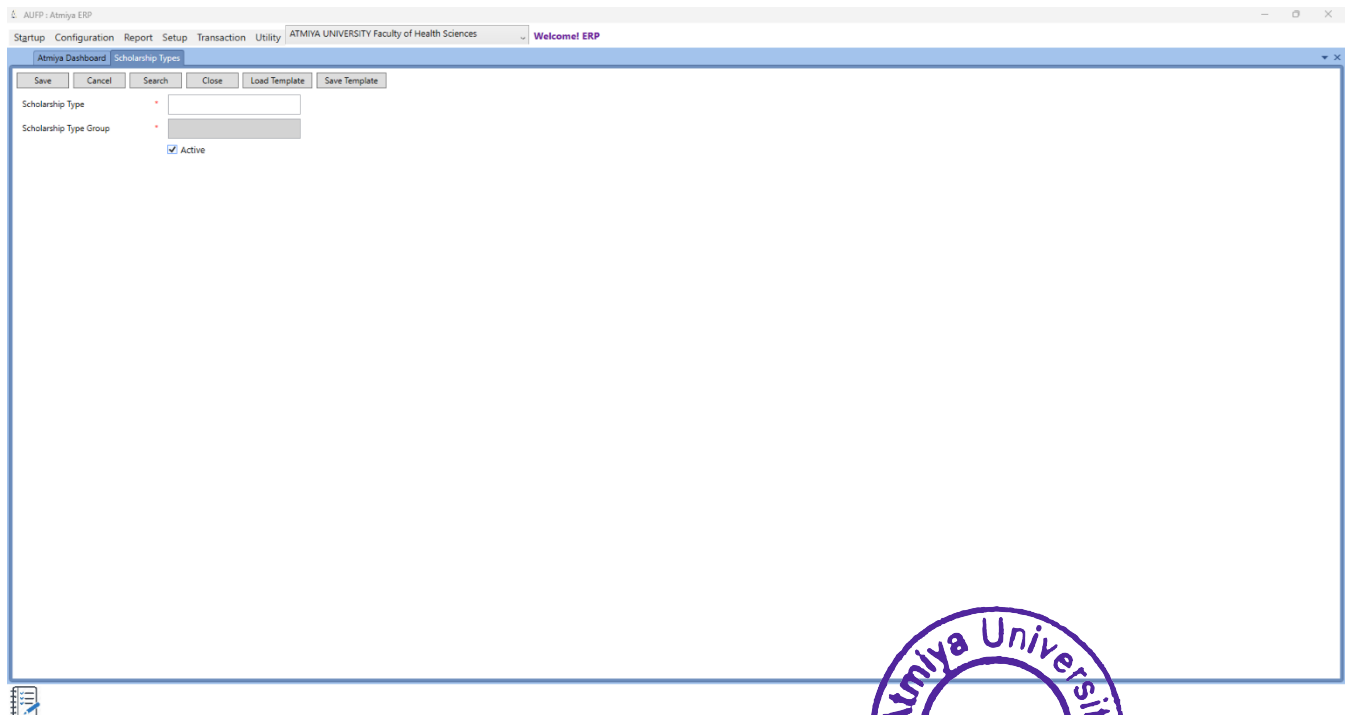 AUFP : Atmiya ERP
Startup Configuration Report Setup Transaction Utility ATMIYA UNIVERSITY Faculty of Health Sciences Welcome! ERP
Atmiya Dashboard Scholarship Types
Save Cancel Search Close Load Template Save Template
Scholarship Type *
Scholarship Type Group *
Active
Atmiya Universit